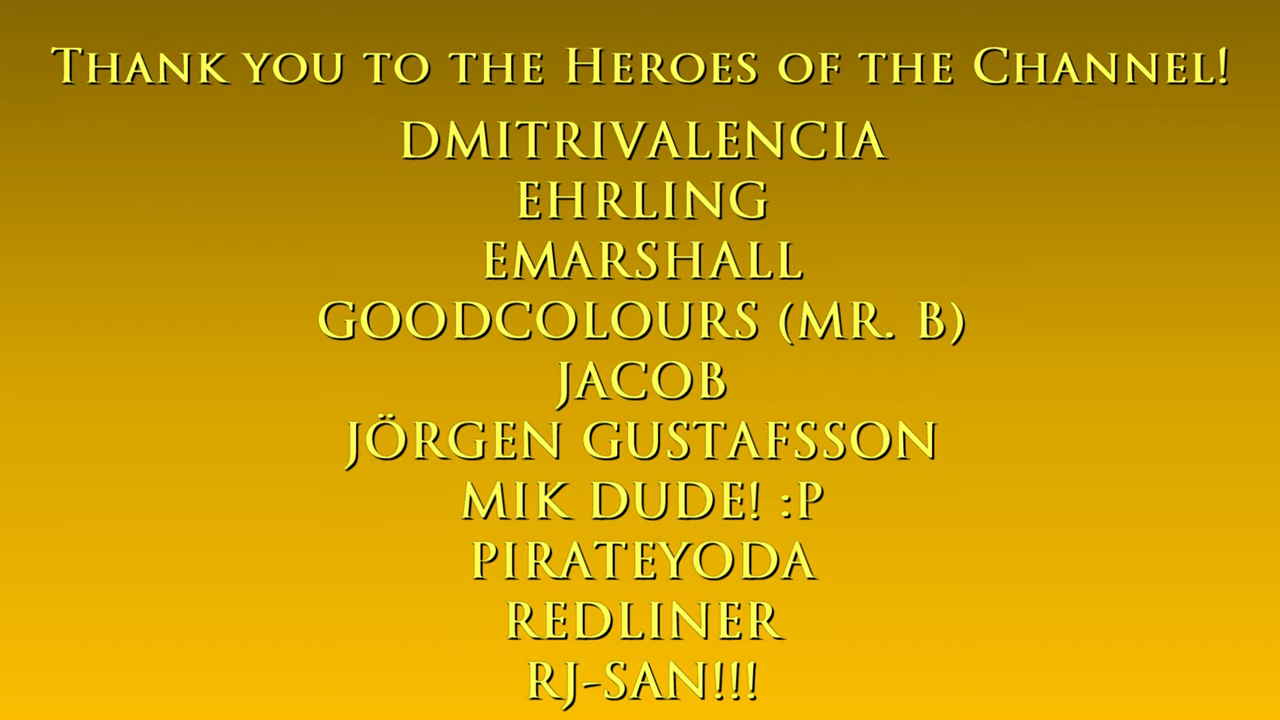 Thank you to the Heroes of the Channel!
DMITRIVALENCIA
EHRLING
EMARSHALL
GOODCOLOURS (MR. B)
JACOB
JÖRGEN GUSTAFSSON
MIK DUDE! :P
PIRATEYODA
REDLINER
RJ-SAN!!!